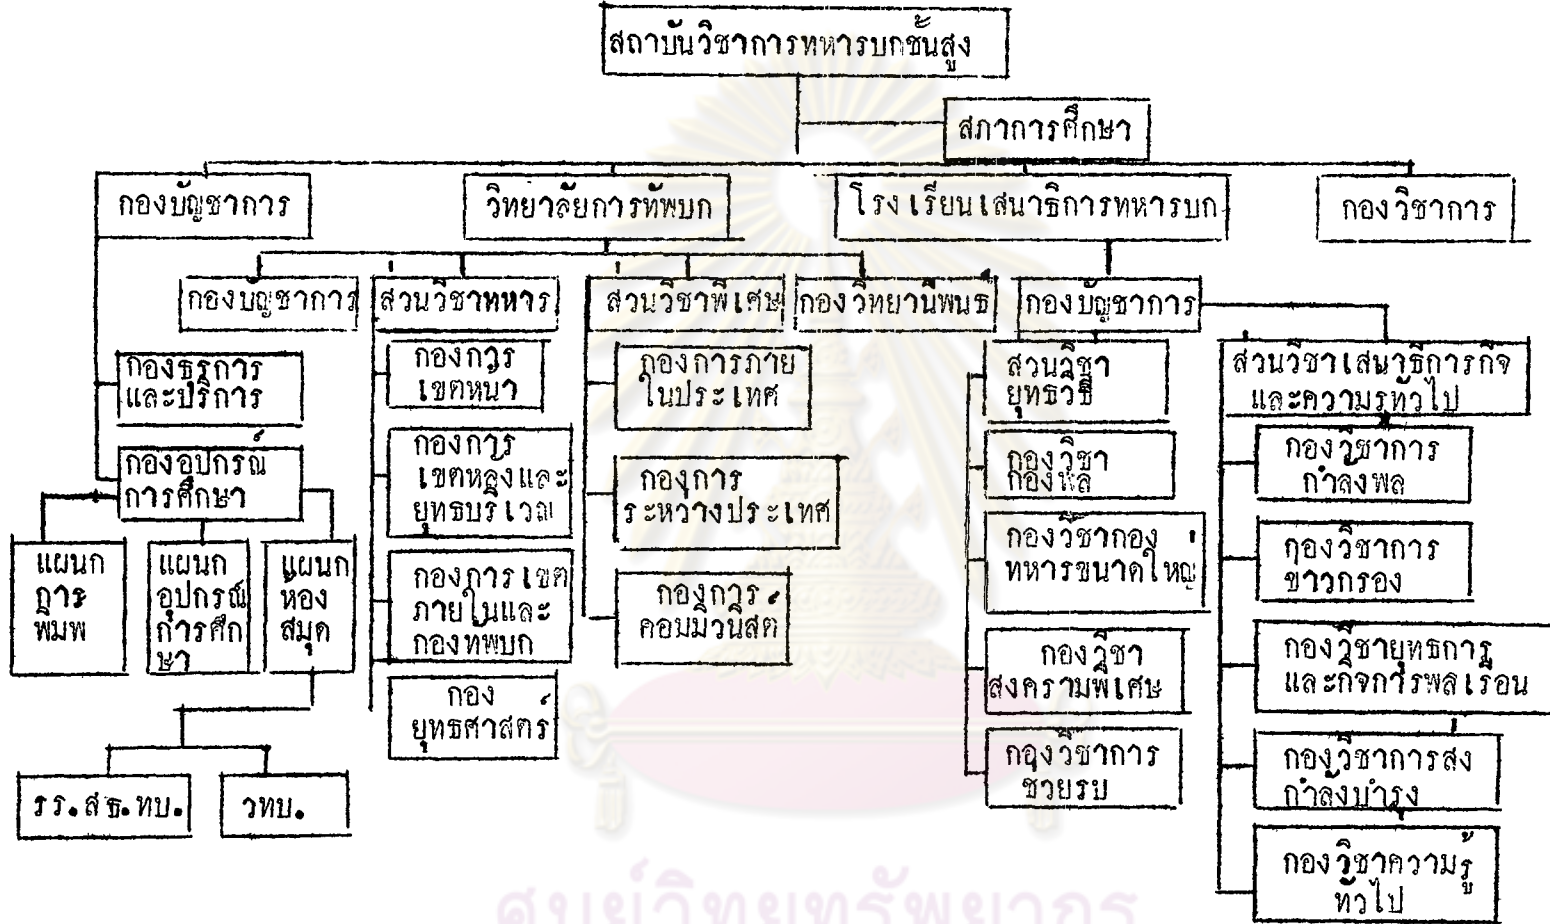 สถาบันวิชาการทหารบกชั้นสูง
สภาการศึกษา
กองบัญชาการ
วิทยาลัยการทัพบก
โรงเรียนเสนาธิการทหารบก
กองวิชาการ
กองบัญชาการ
ส่วนวิชาทหาร
ส่วนวิชาพิเศษ
กองวิทยานิพนธ์
กองบัญชาการ
กองธุรการ
และบริการ
กองอุปกรณ์
การศึกษา
แผนก
การ
พิมพ์
แผนก
อุปกรณ์
การศึก
ษา
แผนก
ห้อง
สมุด
รร.สธ.ทบ.
วทบ.
กองการ
เขตหน้า
กองการ
เขตหลังและ
ยุทธบริเวณ
กองการเขต
ภายในและ
กองทัพบก
กอง
ยุทธศาสตร์
กองการภาย
ในประเทศ
กองการ
ระหว่างประเทศ
กองการ
คอมมิวนิสต์
ส่วนวิชา
ยุทธวิธี
กองวิชา
กองพล
กองวิชากอง
ทหารขนาดใหญ่
กองวิชา
สงครามพิเศษ
กองวิชาการ
ช่วยรบ
ส่วนวิชาเสนาธิการกิจ
และความรู้ทั่วไป
กองวิชาการ
กำลังพล
กองวิชาการ
ข่าวกรอง
กองวิชายุทธการ
และกิจการพลเรือน
กองวิชาการส่ง
กำลังบำรุง
กองวิชาความรู้
ทั่วไป
ศูนย์วิทยทรัพยากร